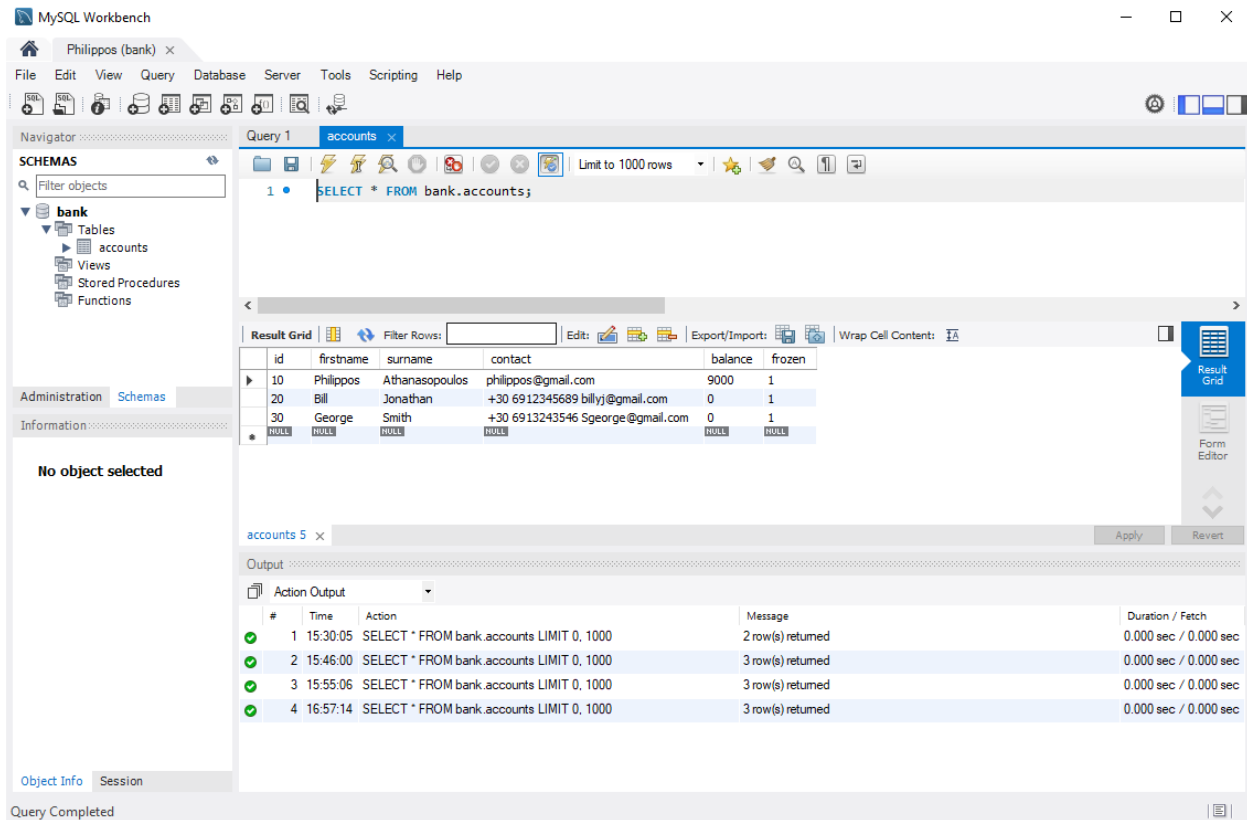 MySQL Workbench
Philippos (bank)
File Edit View Query Database Server Tools Scripting Help
Navigator
SCHEMAS
Filter objects
bank
Tables
accounts
Views
Stored Procedures
Functions
Administration Schemas
Information
No object selected
Object Info Session
Query 1 accounts
Limit to 1000 rows
1 SELECT * FROM bank.accounts;
Result Grid Filter Rows: Edit: Export/Import: Wrap Cell Content:
id firstname surname contact balance frozen
10 Philippos Athanasopoulos philippos@gmail.com 9000 1
20 Bill Jonathan +30 6912345689 billyj@gmail.com 0 1
30 George Smith +30 6913243546 Sgeorge@gmail.com 0 1
NULL NULL NULL NULL NULL NULL
Result
Grid
Form
Editor
accounts 5 Apply Revert
Output
Action Output
# Time Action Message Duration / Fetch
1 15:30:05 SELECT * FROM bank.accounts LIMIT 0, 1000 2 row(s) returned 0.000 sec / 0.000 sec
2 15:46:00 SELECT * FROM bank.accounts LIMIT 0, 1000 3 row(s) returned 0.000 sec / 0.000 sec
3 15:55:06 SELECT * FROM bank.accounts LIMIT 0, 1000 3 row(s) returned 0.000 sec / 0.000 sec
4 16:57:14 SELECT * FROM bank.accounts LIMIT 0, 1000 3 row(s) returned 0.000 sec / 0.000 sec
Query Completed